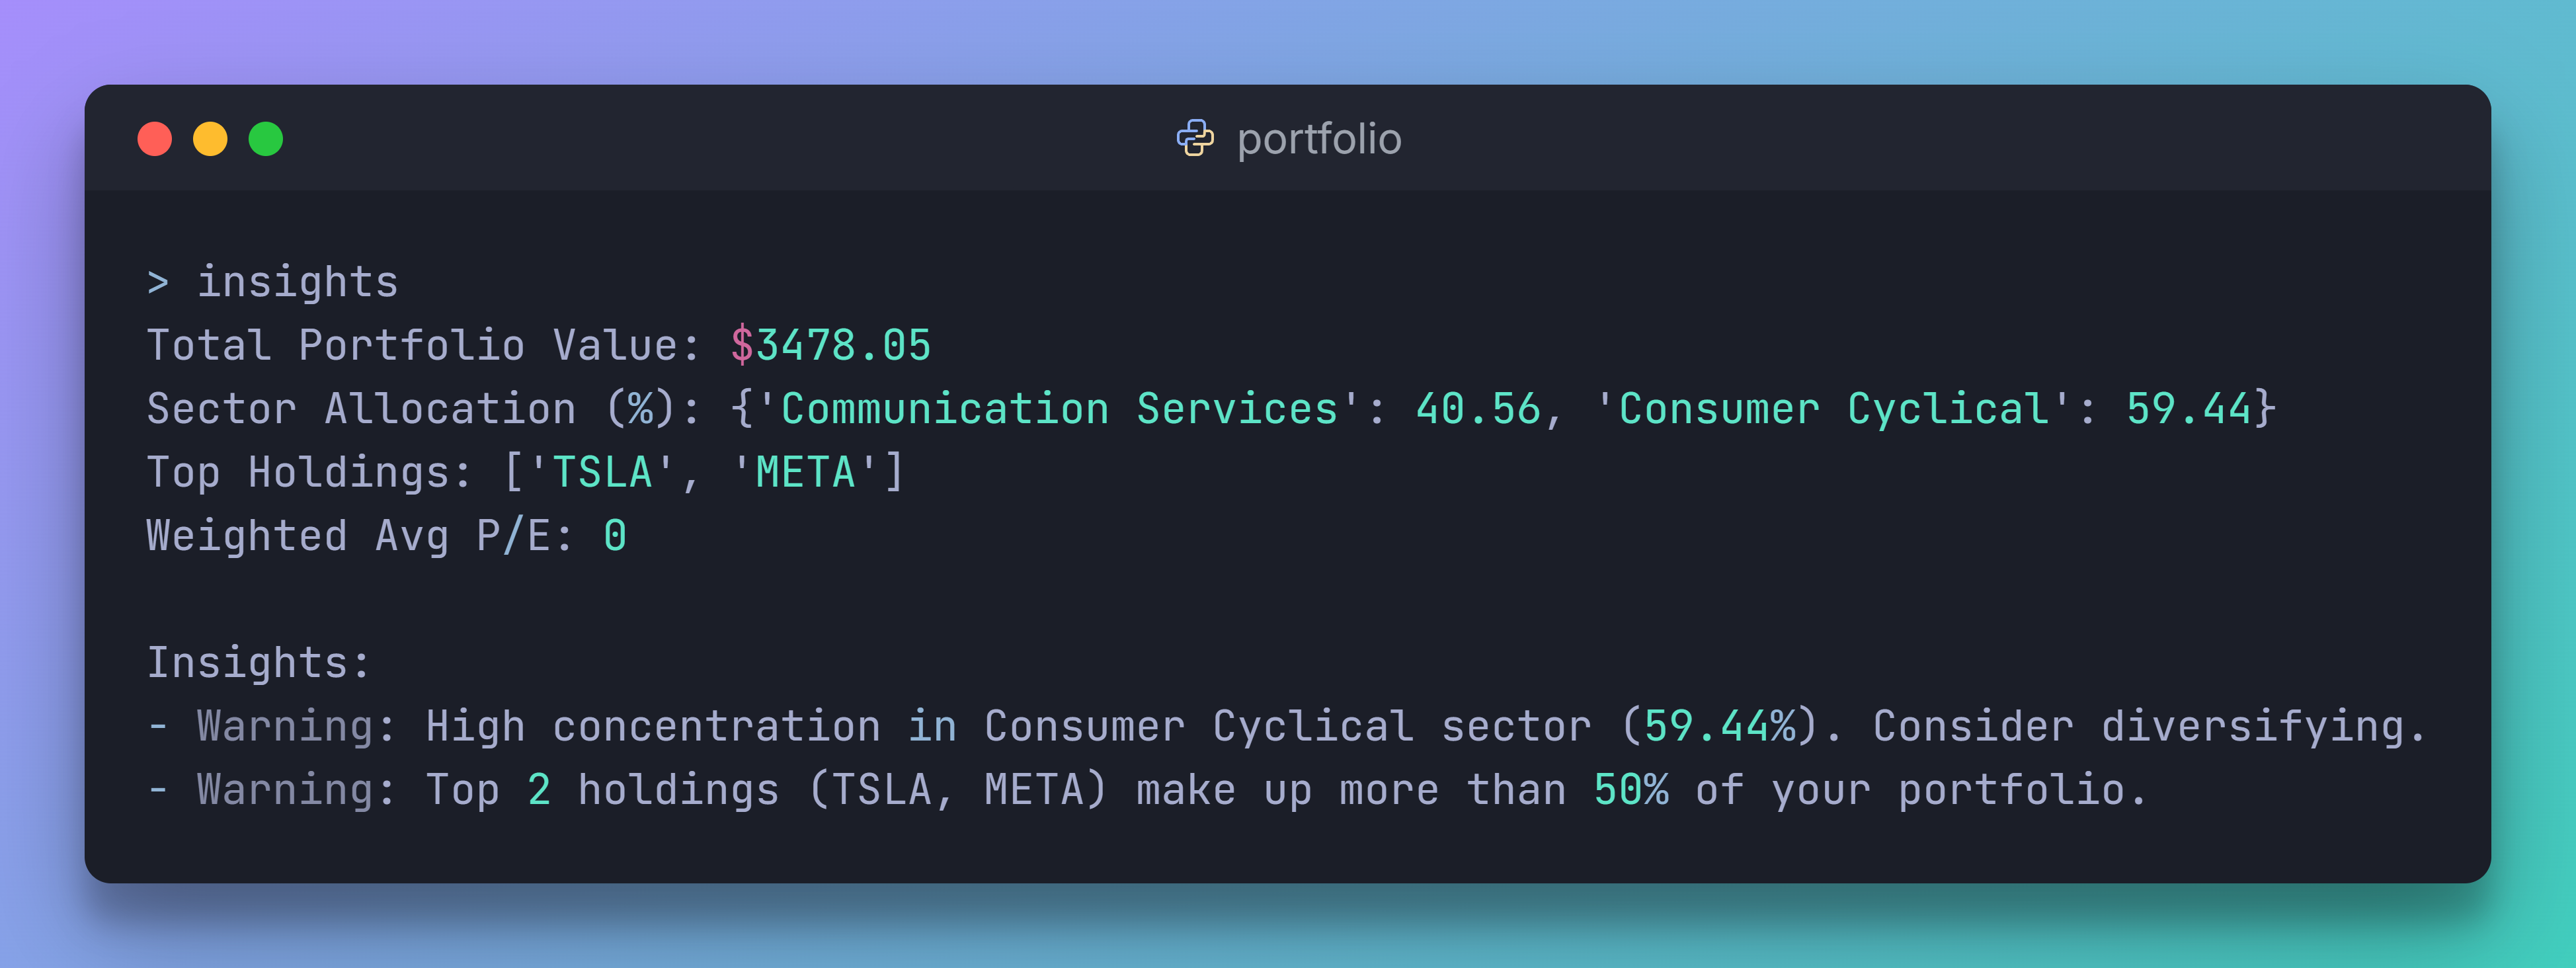 portfolio
> insights
Total Portfolio Value: $3478.05
Sector Allocation (%): {'Communication Services': 40.56, 'Consumer Cyclical': 59.44}
Top Holdings: ['TSLA', 'META']
Weighted Avg P/E: 0
Insights:
- Warning: High concentration in Consumer Cyclical sector (59.44%). Consider diversifying.
- Warning: Top 2 holdings (TSLA, META) make up more than 50% of your portfolio.